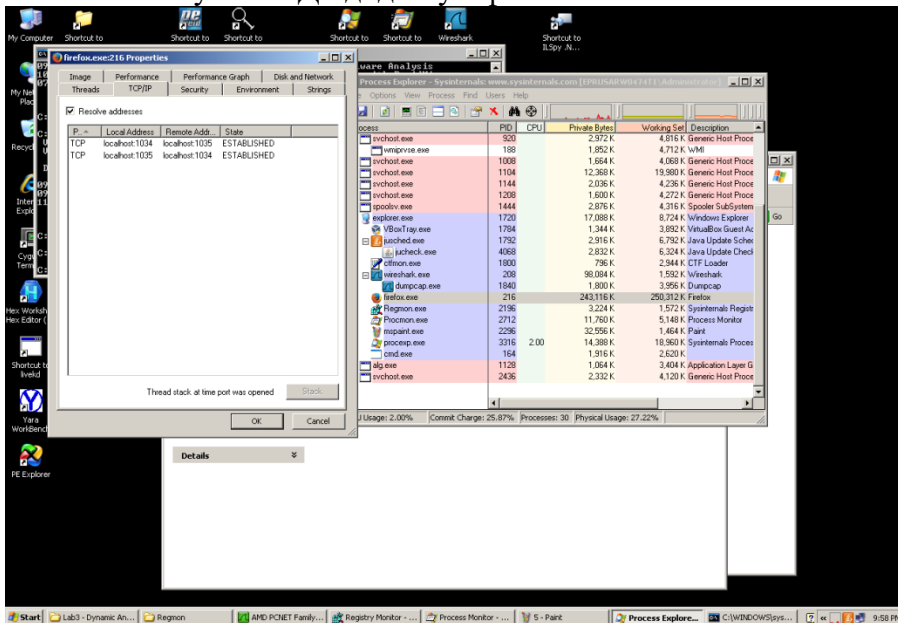 My Computer
Shortcut to
Shortcut to
Shortcut to
Shortcut to
Shortcut to
Wireshark
Shortcut to
ILSpy .N...
Recyc
Inter
Explo
Cyg
Term
Hex Worksh
Hex Editor (
Shortcut to
livekd
Yara
WorkBench
PE Explorer
ware Analysis
firefox.exe:216 Properties
Image
Performance
Performance Graph
Disk and Network
Threads
TCP/IP
Security
Environment
Strings
Resolve addresses
P...
Local Address
Remote Addr...
State
TCP localhost:1034 localhost:1035 ESTABLISHED
TCP localhost:1035 localhost:1034 ESTABLISHED
Thread stack at time port was opened
Stack
OK
Cancel
Process Explorer - Sysinternals: www.sysinternals.com
Options View Process Find Users Help
ocess PID CPU Private Bytes Working Set Description
svchost.exe 920 2,972 K 4,816 K Generic Host Proce
wmiprvse.exe 188 1,852 K 4,712 K WMI
svchost.exe 1008 1,664 K 4,068 K Generic Host Proce
svchost.exe 1104 12,368 K 19,980 K Generic Host Proce
svchost.exe 1144 2,036 K 4,236 K Generic Host Proce
svchost.exe 1208 1,600 K 4,272 K Generic Host Proce
spoolsv.exe 1444 2,876 K 4,316 K Spooler SubSystem
explorer.exe 1720 17,088 K 8,724 K Windows Explorer
VBoxTray.exe 1784 1,344 K 3,892 K VirtualBox Guest Ac
jusched.exe 1792 2,916 K 6,792 K Java Update Sched
jucheck.exe 4068 2,832 K 6,324 K Java Update Check
ctfmon.exe 1800 796 K 2,944 K CTF Loader
wireshark.exe 208 98,084 K 1,592 K Wireshark
dumpcap.exe 1840 1,800 K 3,956 K Dumpcap
firefox.exe 216 243,116 K 250,312 K Firefox
Regmon.exe 2196 3,224 K 1,572 K Sysinternals Registr
Procmon.exe 2712 11,760 K 5,148 K Process Monitor
mspaint.exe 2296 32,556 K 1,464 K Paint
procexp.exe 3316 2.00 14,388 K 18,960 K Sysinternals Proces
cmd.exe 164 1,916 K 2,620 K
alg.exe 1128 1,064 K 3,404 K Application Layer G
svchost.exe 2436 2,332 K 4,120 K Generic Host Proce
U Usage: 2.00% Commit Charge: 25.87% Processes: 30 Physical Usage: 27.22%
Go
Details
Start
Lab3 - Dynamic An...
Regmon
AMD PCNET Family...
Registry Monitor - ...
Process Monitor - ...
5 - Paint
Process Explore...
C:\WINDOWS\sys...
9:58 PM